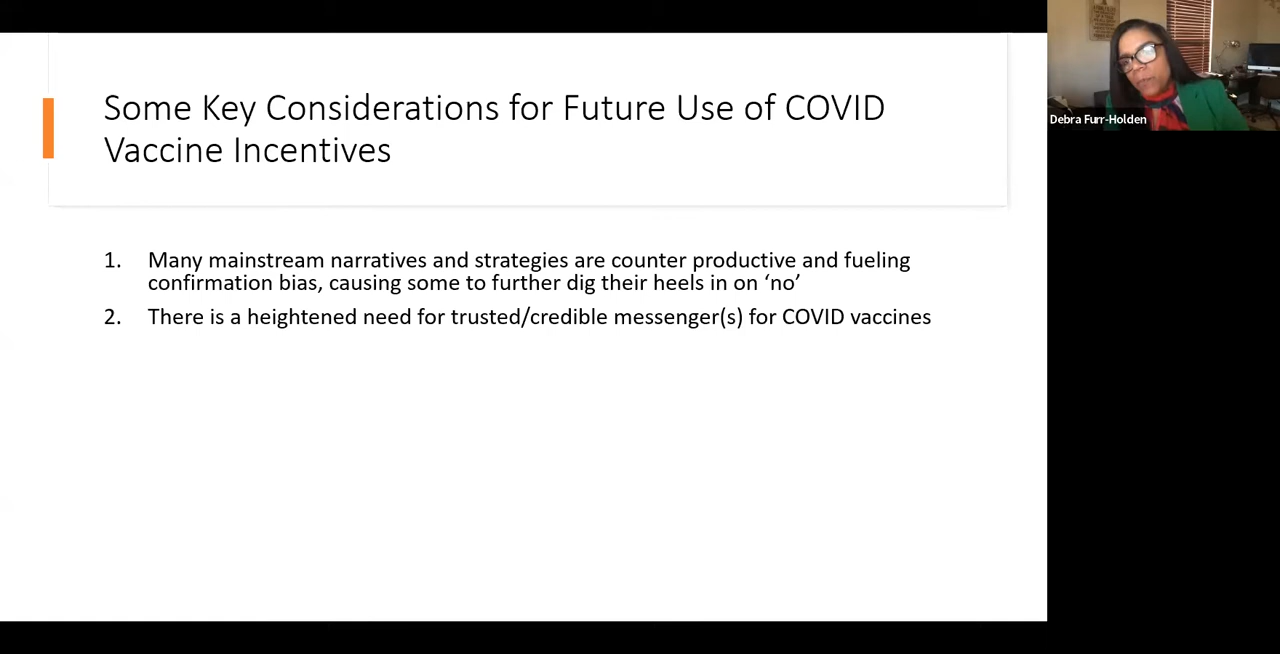 Some Key Considerations for Future Use of COVID
Vaccine Incentives
1. Many mainstream narratives and strategies are counter productive and fueling
confirmation bias, causing some to further dig their heels in on ‘no’
2. There is a heightened need for trusted/credible messenger(s) for COVID vaccines
Debra Furr-Holden